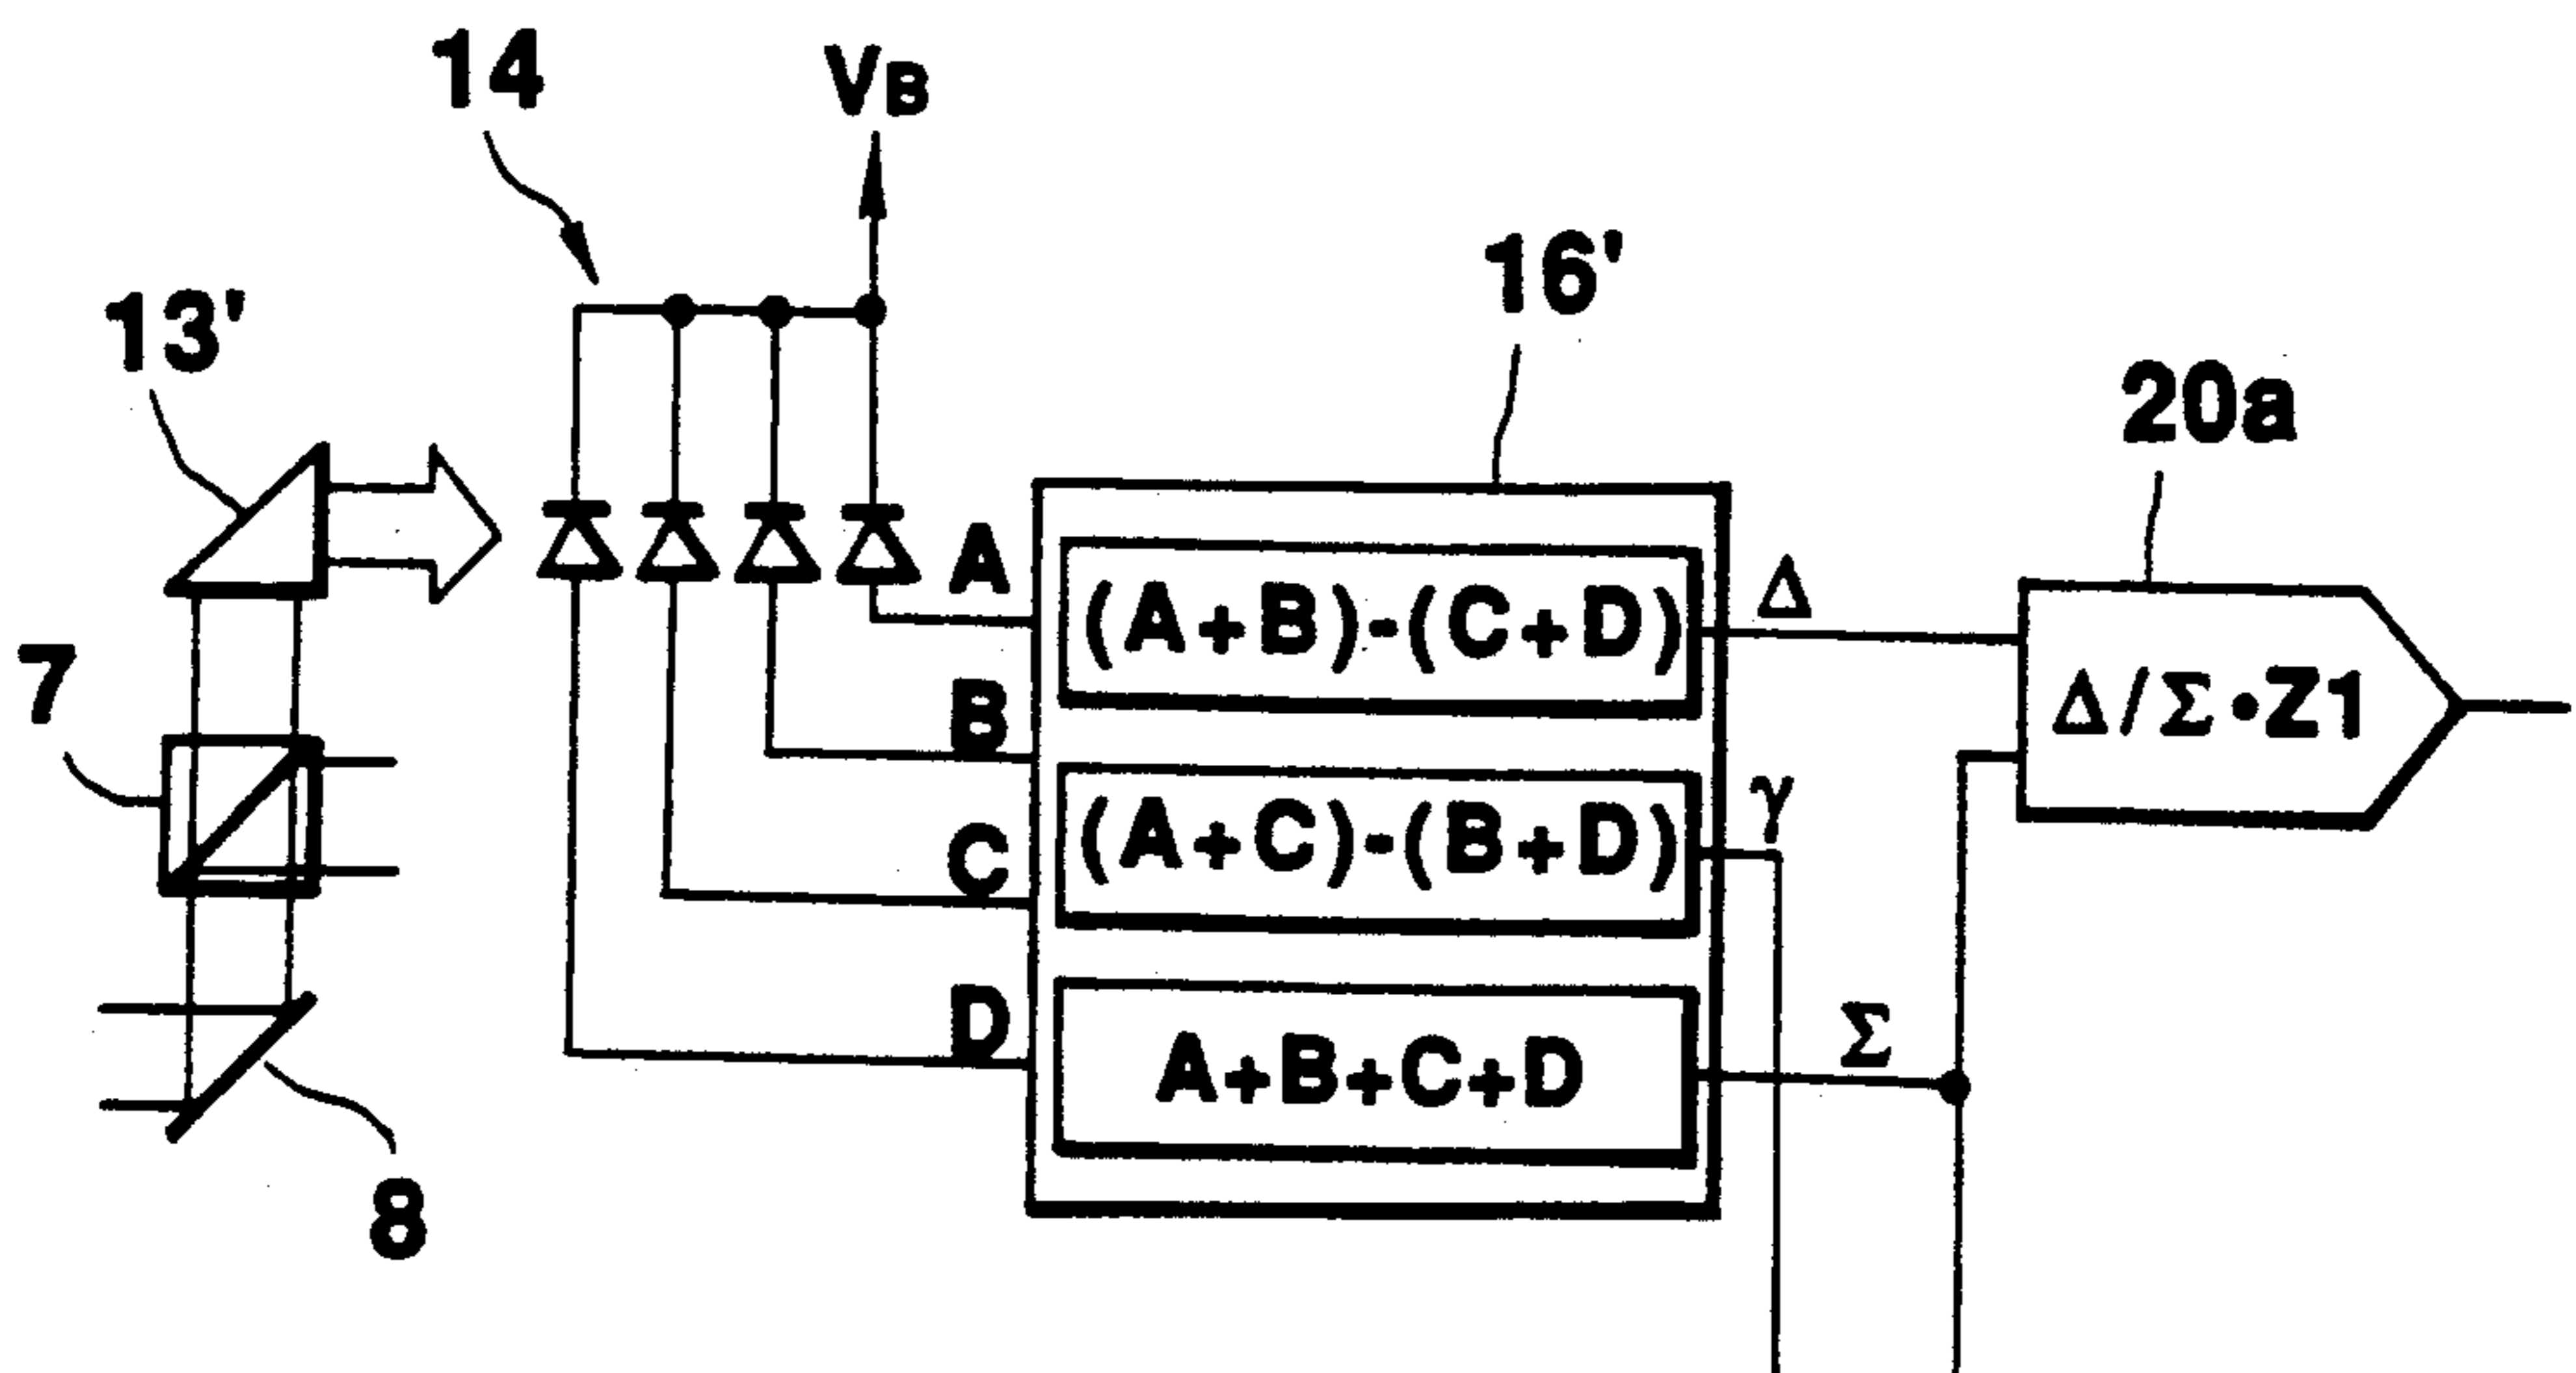 14
VB
13'
16'
20a
7
8
A
B
C
D
(A+B)-(C+D)
(A+C)-(B+D)
A+B+C+D
Δ
γ
Σ
Δ/Σ•Z1